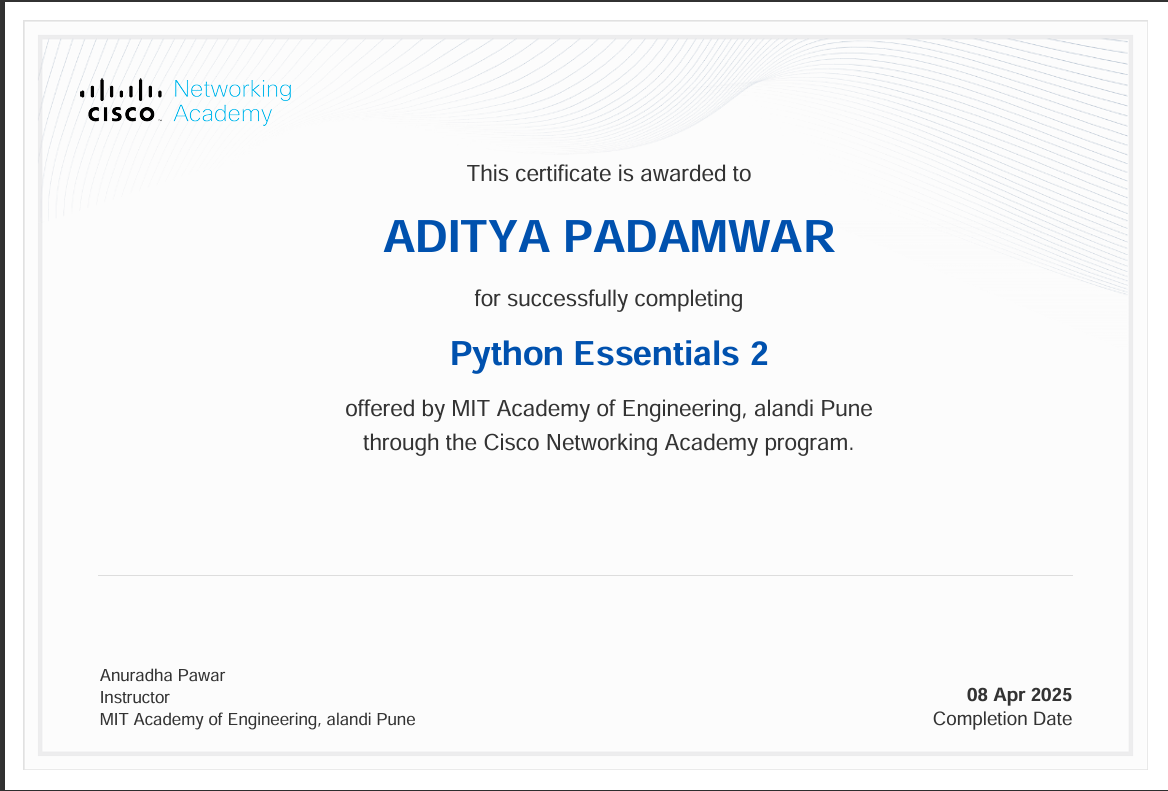 Networking
CISCO Academy
This certificate is awarded to
ADITYA PADAMWAR
for successfully completing
Python Essentials 2
offered by MIT Academy of Engineering, alandi Pune
through the Cisco Networking Academy program.
Anuradha Pawar
Instructor
MIT Academy of Engineering, alandi Pune
08 Apr 2025
Completion Date